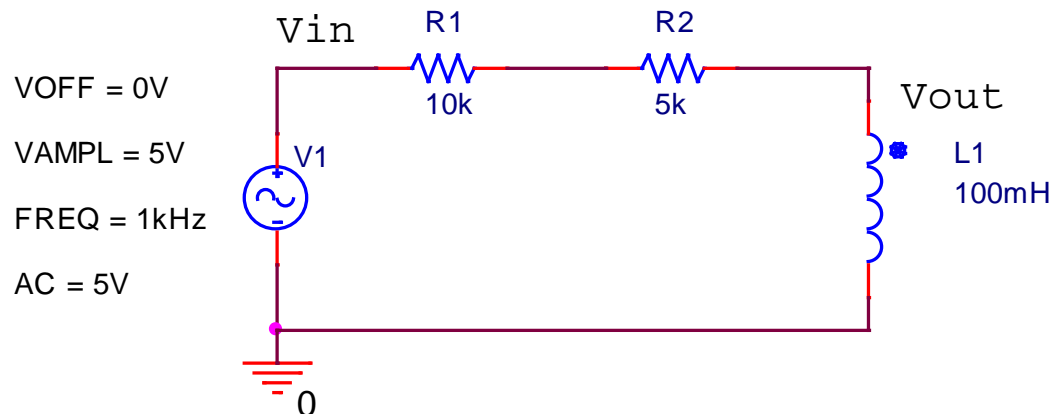 Vin
R1
R2
10k
5k
VOFF = 0V
VAMPL = 5V
FREQ = 1kHz
AC = 5V
V1
Vout
L1
100mH
0